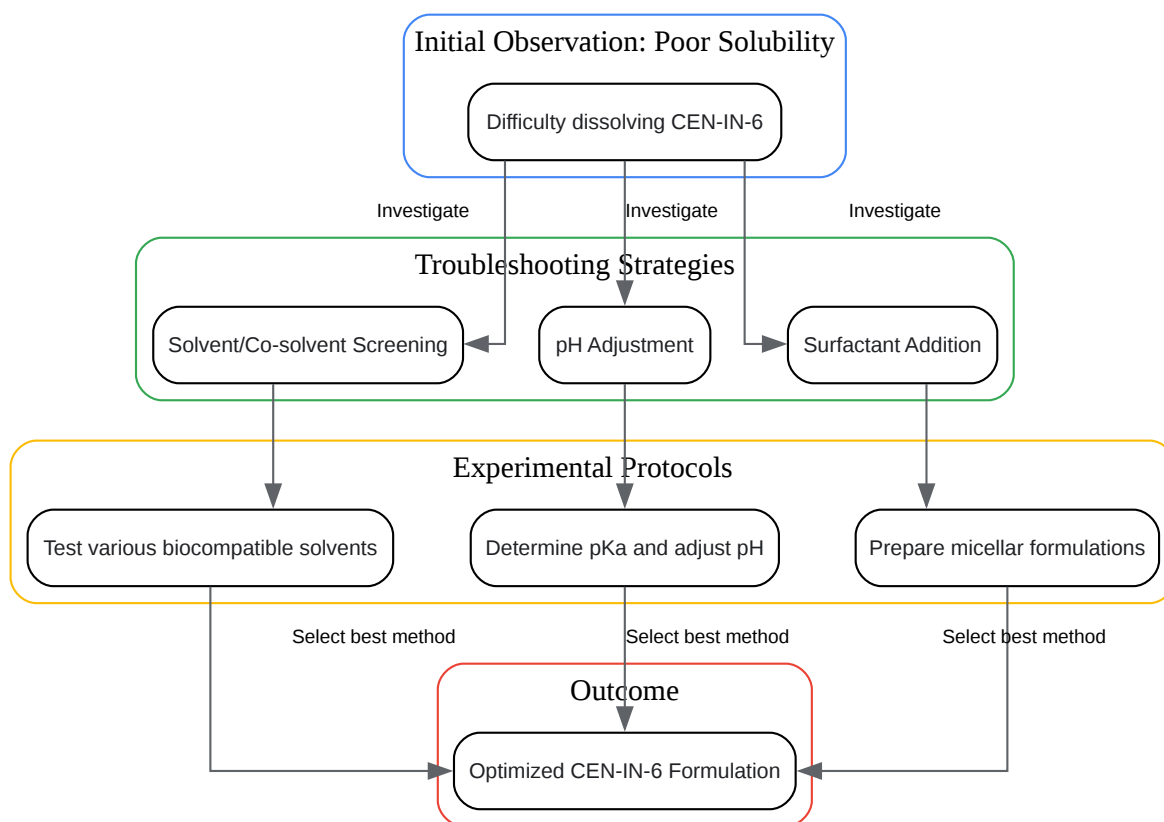 Initial Observation: Poor Solubility
Difficulty dissolving CEN-IN-6
Investigate
Investigate
Investigate
Troubleshooting Strategies
Solvent/Co-solvent Screening
pH Adjustment
Surfactant Addition
Experimental Protocols
Test various biocompatible solvents
Determine pKa and adjust pH
Prepare micellar formulations
Select best method
Select best method
Select best method
Outcome
Optimized CEN-IN-6 Formulation